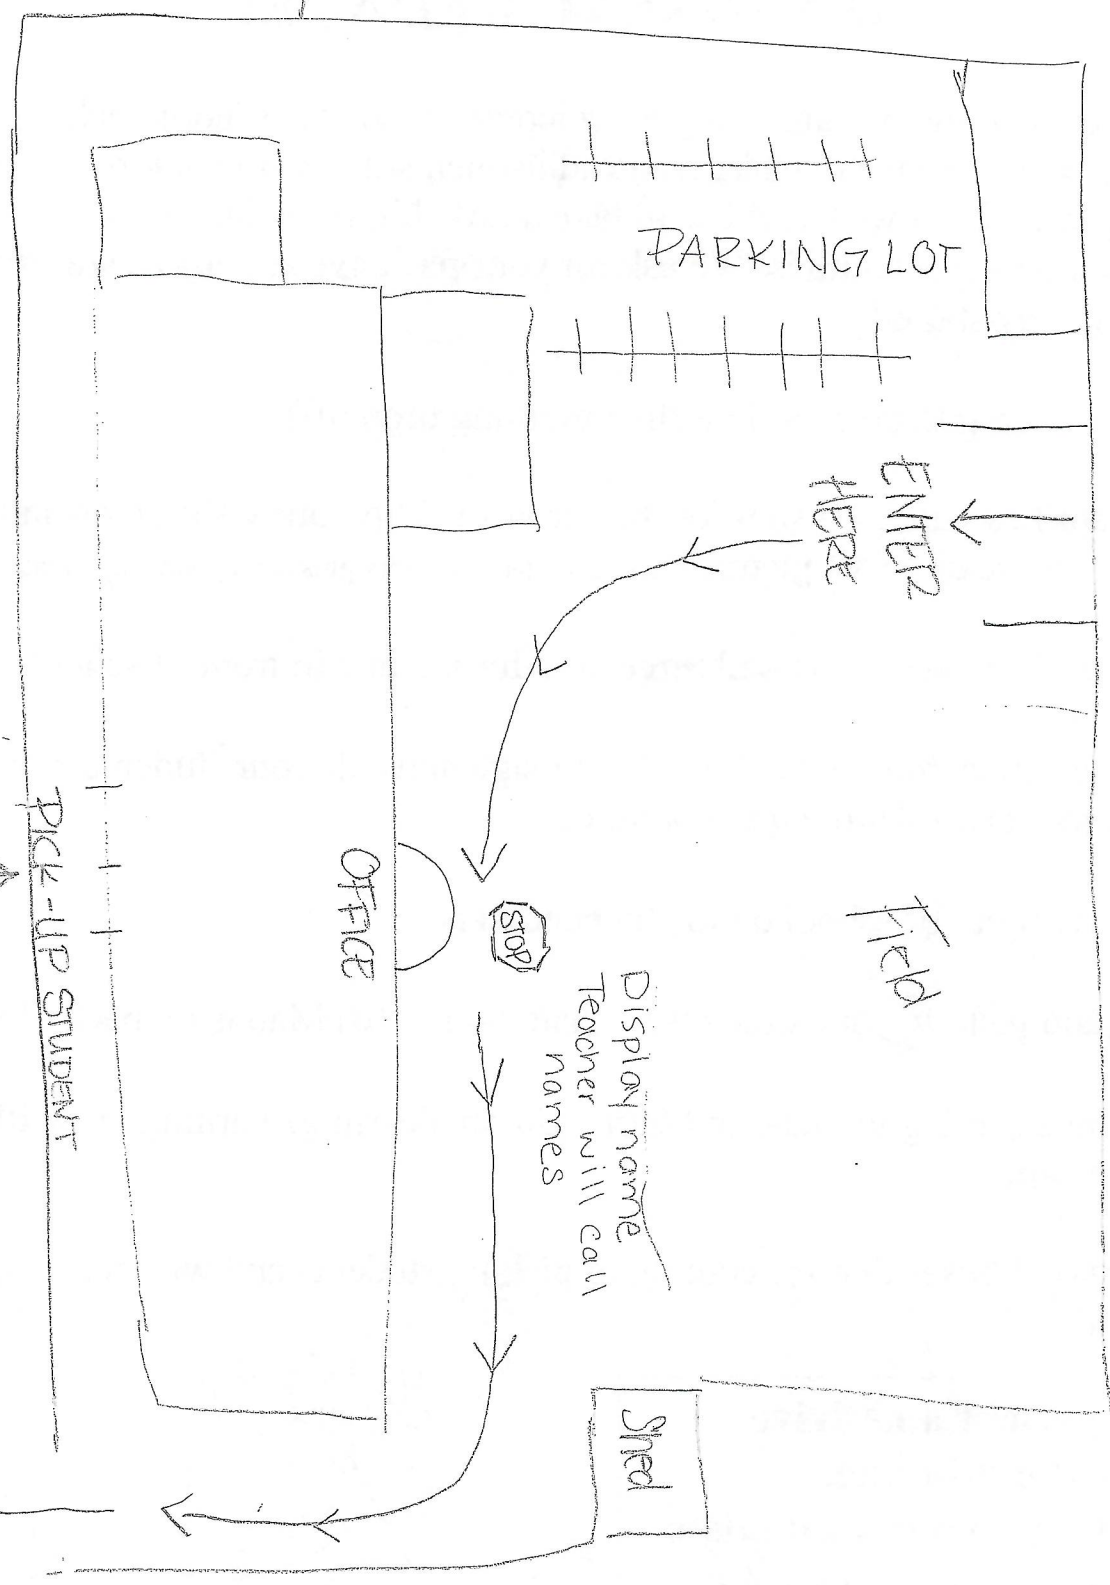 PARKING LOT
ENTER
HERE
OFFICE
STOP
Display name
Teacher will call
names
Field
PICK-UP STUDENT
Shed